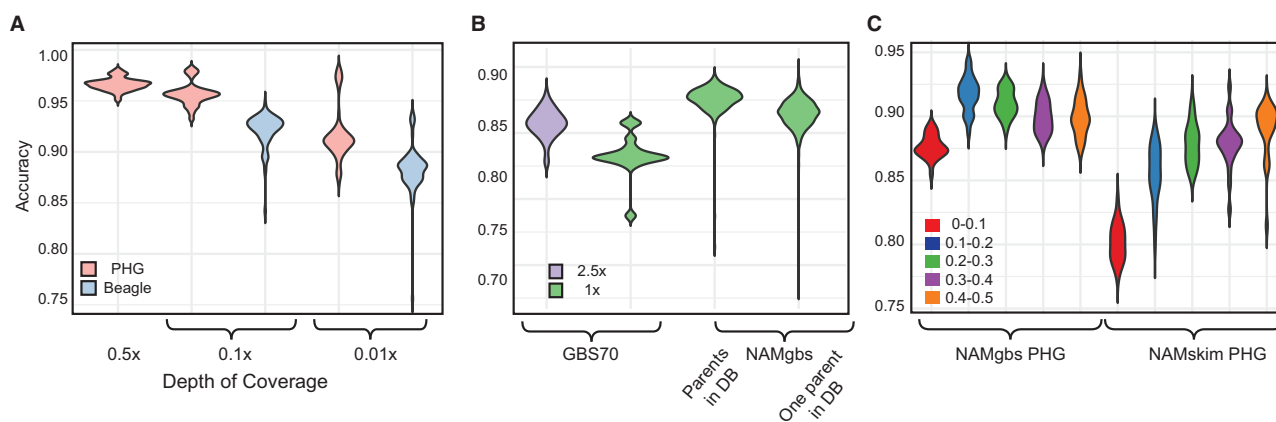 A
Accuracy
1.00
0.95
0.90
0.85
0.80
0.75
PHG
Beagle
0.5x
0.1x
0.01x
Depth of Coverage
B
0.90
0.85
0.80
0.75
0.70
2.5x
1x
GBS70
NAMgbs
Parents
in DB
One parent
in DB
C
0.95
0.90
0.85
0.80
0.75
0-0.1
0.1-0.2
0.2-0.3
0.3-0.4
0.4-0.5
NAMgbs PHG
NAMskim PHG